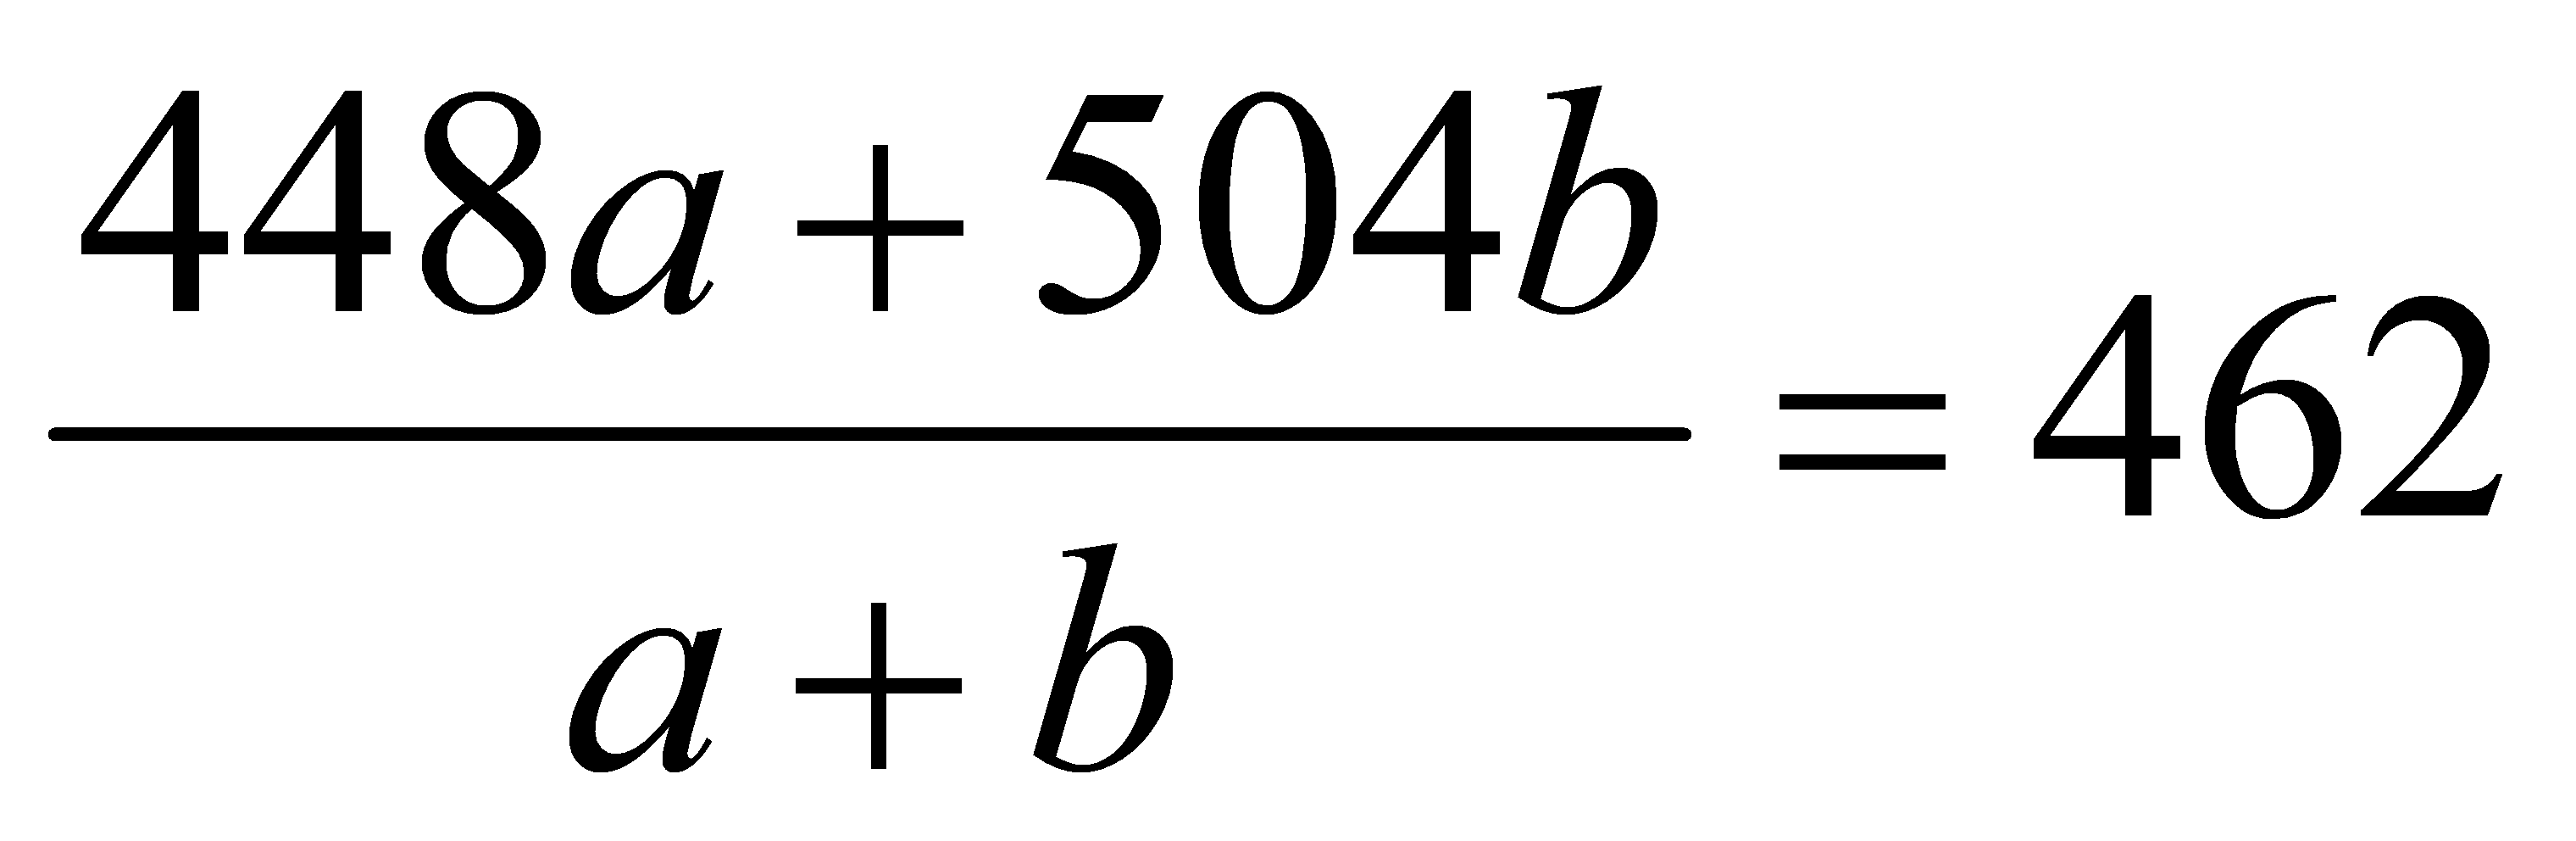 448a + 504b
= 462
a + b